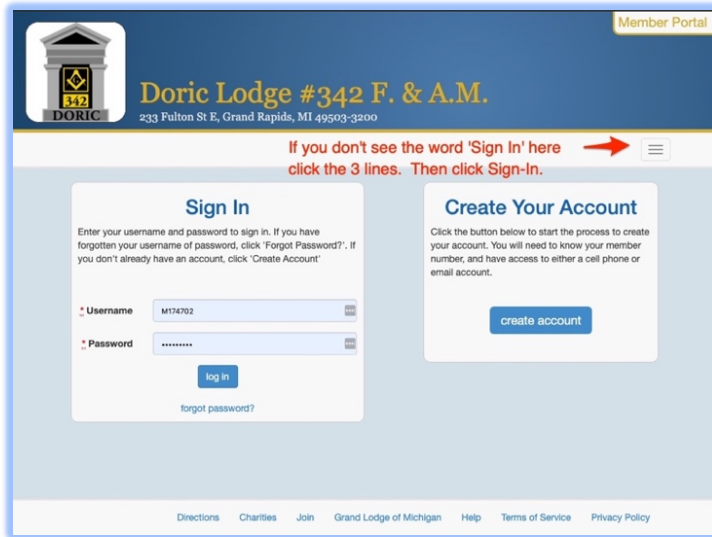 Member Portal
342
DORIC
Doric Lodge #342 F. & A.M.
233 Fulton St E, Grand Rapids, MI 49503-3200
If you don't see the word 'Sign In' here
click the 3 lines. Then click Sign-In.
Sign In
Enter your username and password to sign in. If you have
forgotten your username of password, click 'Forgot Password?'. If
you don't already have an account, click 'Create Account'
* Username
M174702
* Password
•••••••••
log in
forgot password?
Create Your Account
Click the button below to start the process to create
your account. You will need to know your member
number, and have access to either a cell phone or
email account.
create account
Directions Charities Join Grand Lodge of Michigan Help Terms of Service Privacy Policy